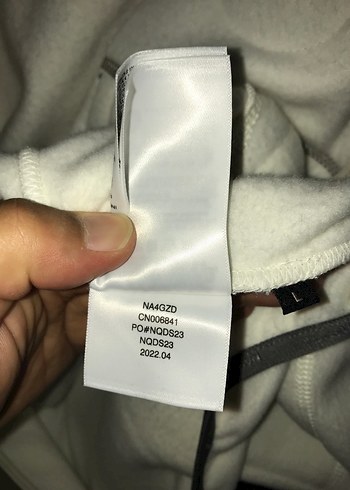 NA4GZD
CN006841
PO#NQDS23
NQDS23
2022.04
L